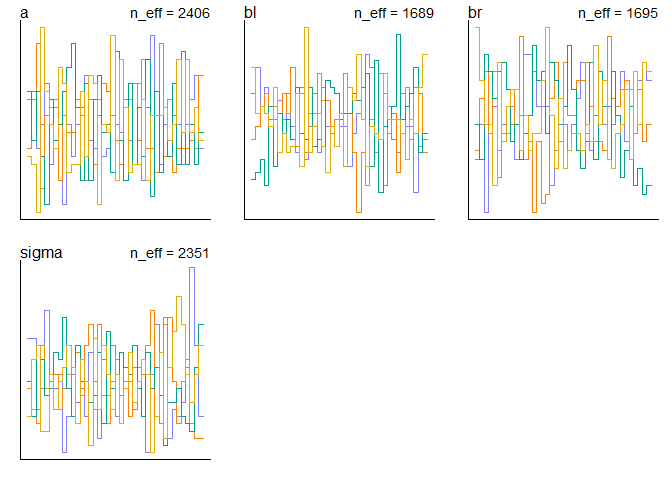 a n_eff = 2406
bl n_eff = 1689
br n_eff = 1695
sigma n_eff = 2351